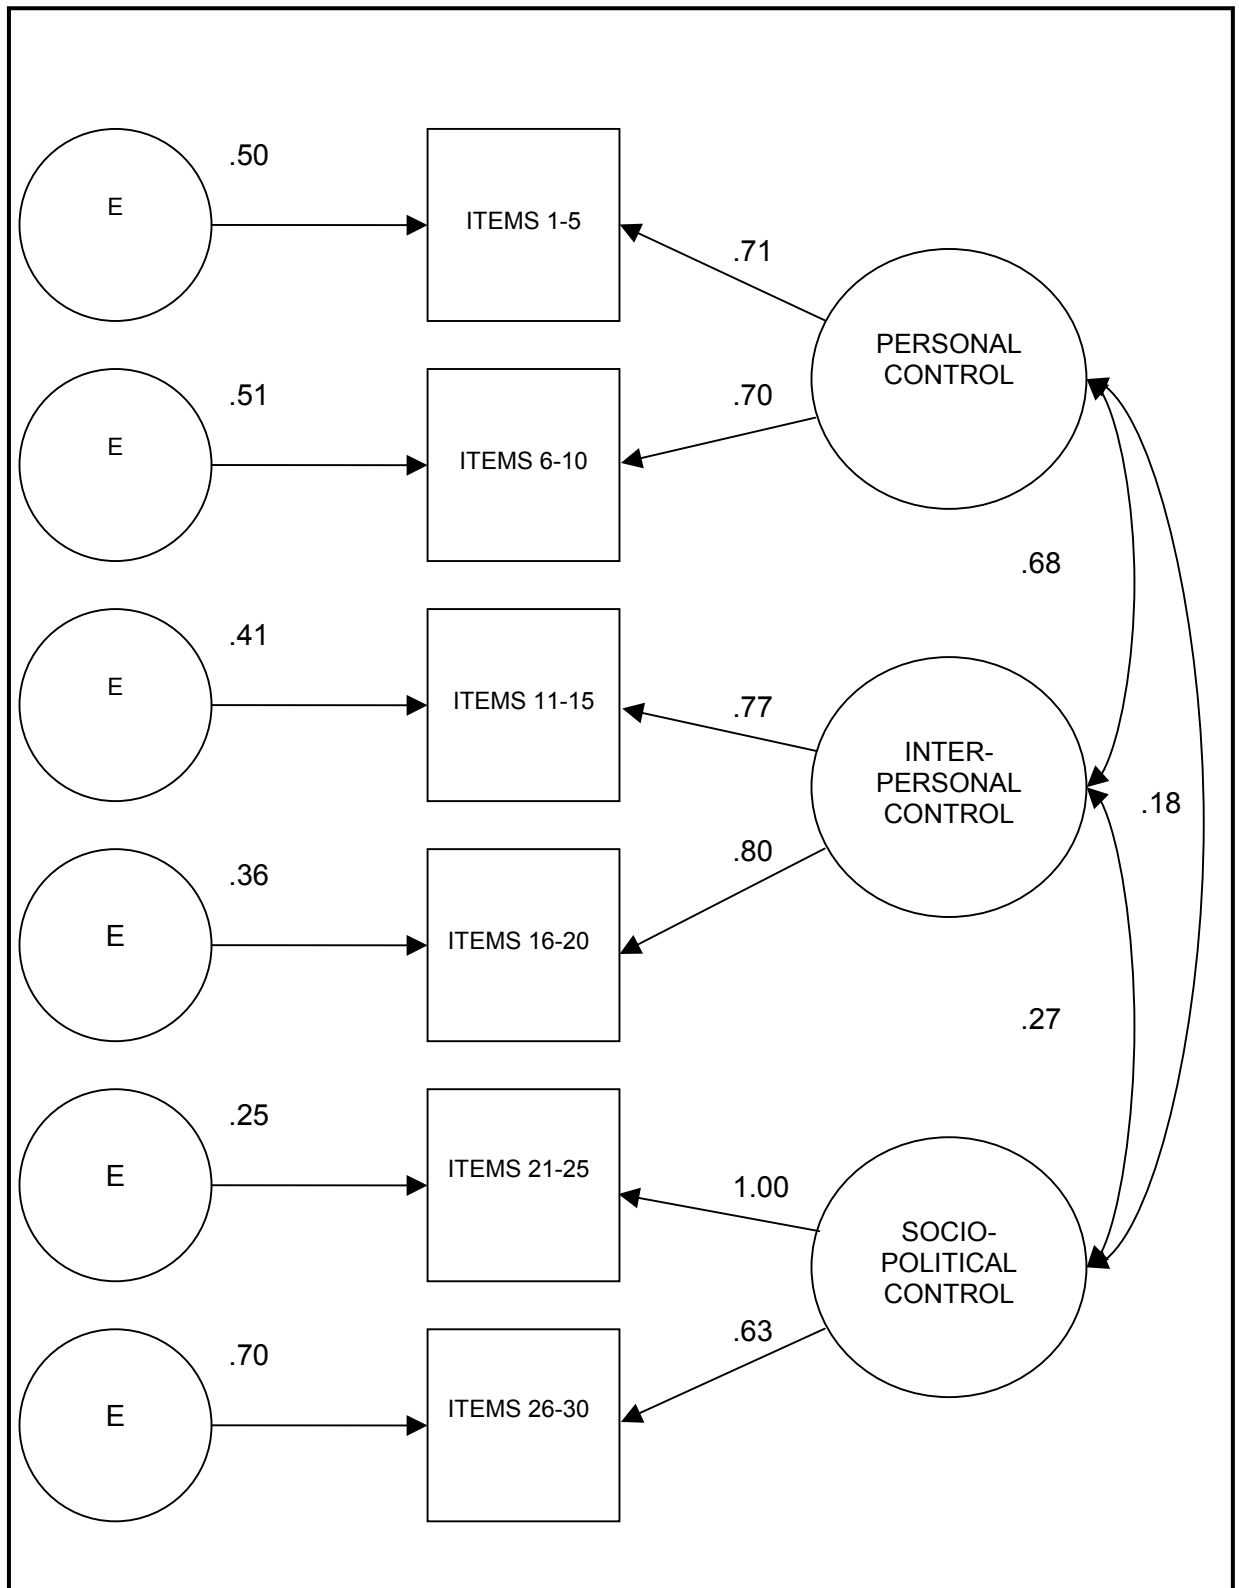 .50
E
ITEMS 1-5
.71
PERSONAL
CONTROL
.51
E
ITEMS 6-10
.70
.68
.41
E
ITEMS 11-15
.77
INTER-
PERSONAL
CONTROL
.18
.36
E
ITEMS 16-20
.80
.27
.25
E
ITEMS 21-25
1.00
SOCIO-
POLITICAL
CONTROL
.70
E
ITEMS 26-30
.63